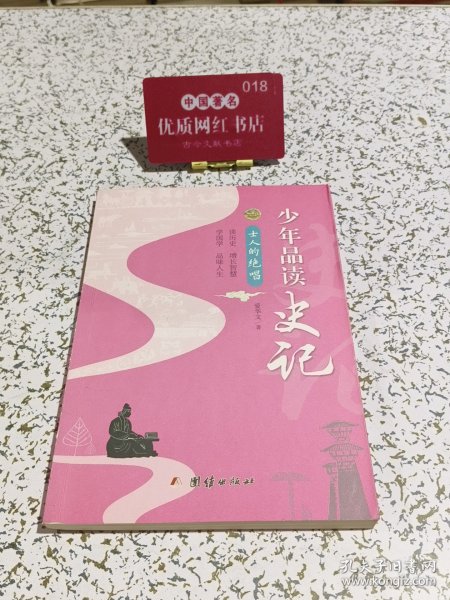 018
中国著名
优质网红书店
古今文献书店
少年品读
史记
士人的绝唱
读历史 增长智慧
学国学 品味人生
团结出版社
孔夫子旧书网
www.kongfz.com